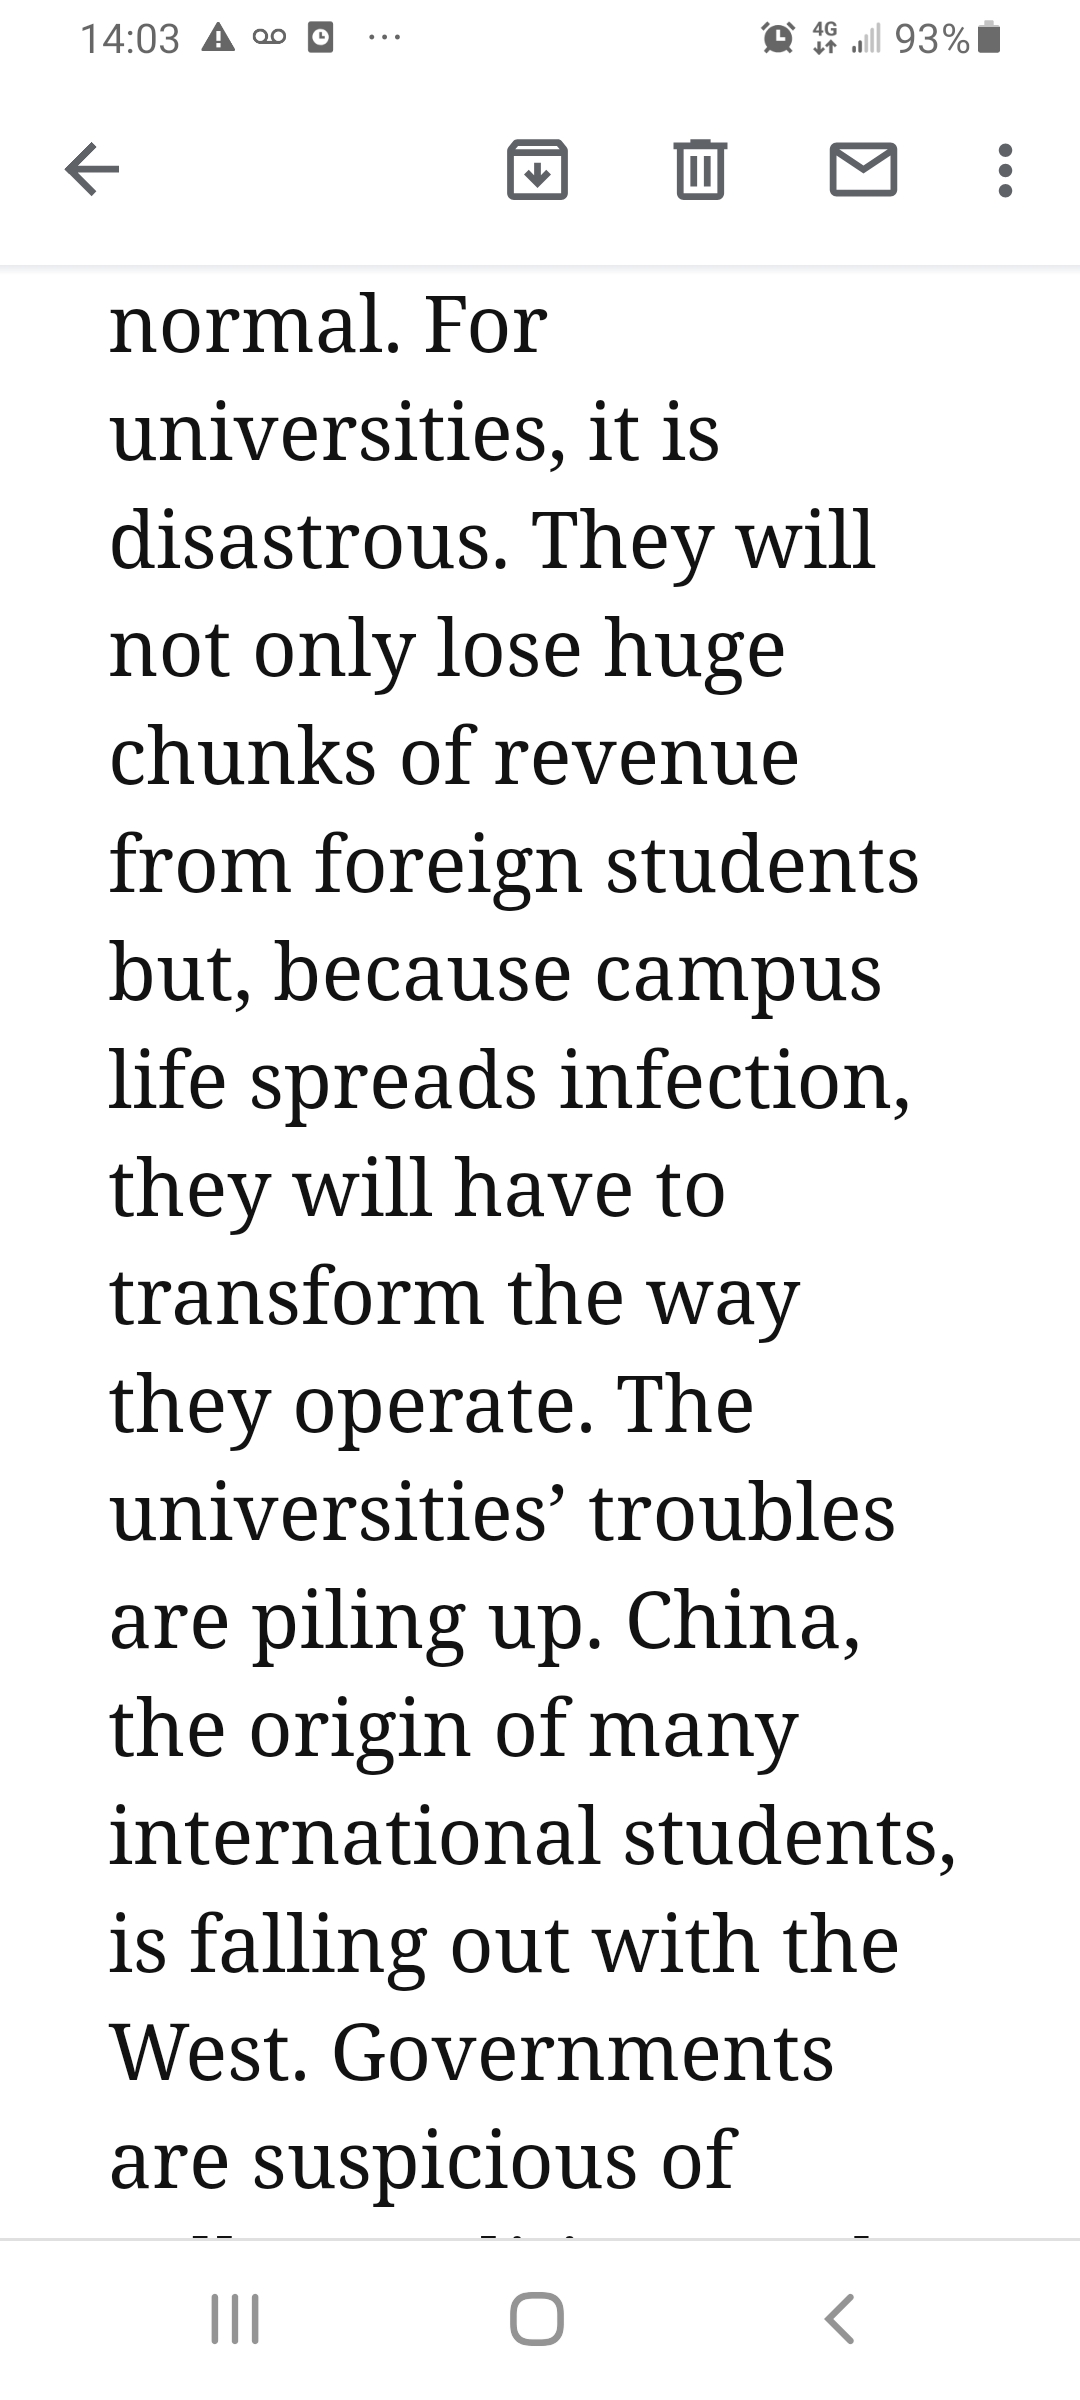 14:03 ... 4G 93%
normal. For
universities, it is
disastrous. They will
not only lose huge
chunks of revenue
from foreign students
but, because campus
life spreads infection,
they will have to
transform the way
they operate. The
universities’ troubles
are piling up. China,
the origin of many
international students,
is falling out with the
West. Governments
are suspicious of